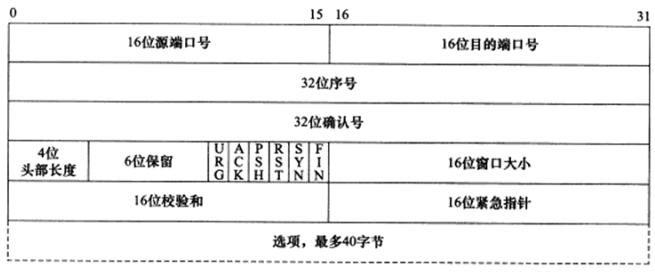 0 15 16 31
16位源端口号 16位目的端口号
32位序号
32位确认号
4位头部长度 6位保留 URG ACK PSH RST SYN FIN 16位窗口大小
16位校验和 16位紧急指针
选项，最多40字节